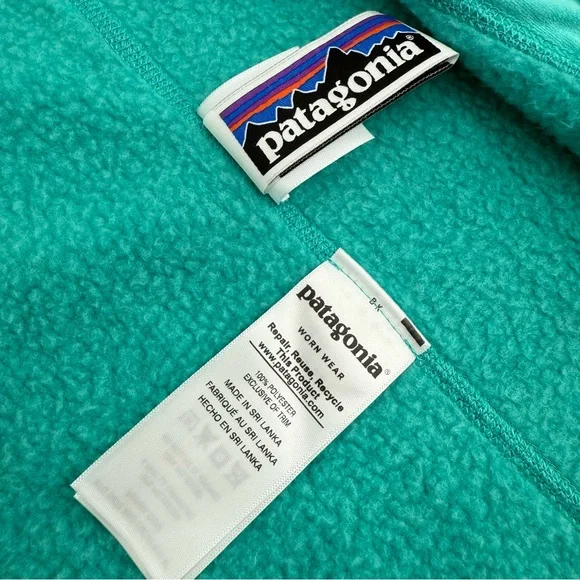 patagonia®
B-K
patagonia®
WORN WEAR
Repair, Reuse, Recycle
This Product
www.patagonia.com
100% POLYESTER
EXCLUSIVE OF TRIM
MADE IN SRI LANKA
FABRIQUÉ AU SRI LANKA
HECHO EN SRI LANKA